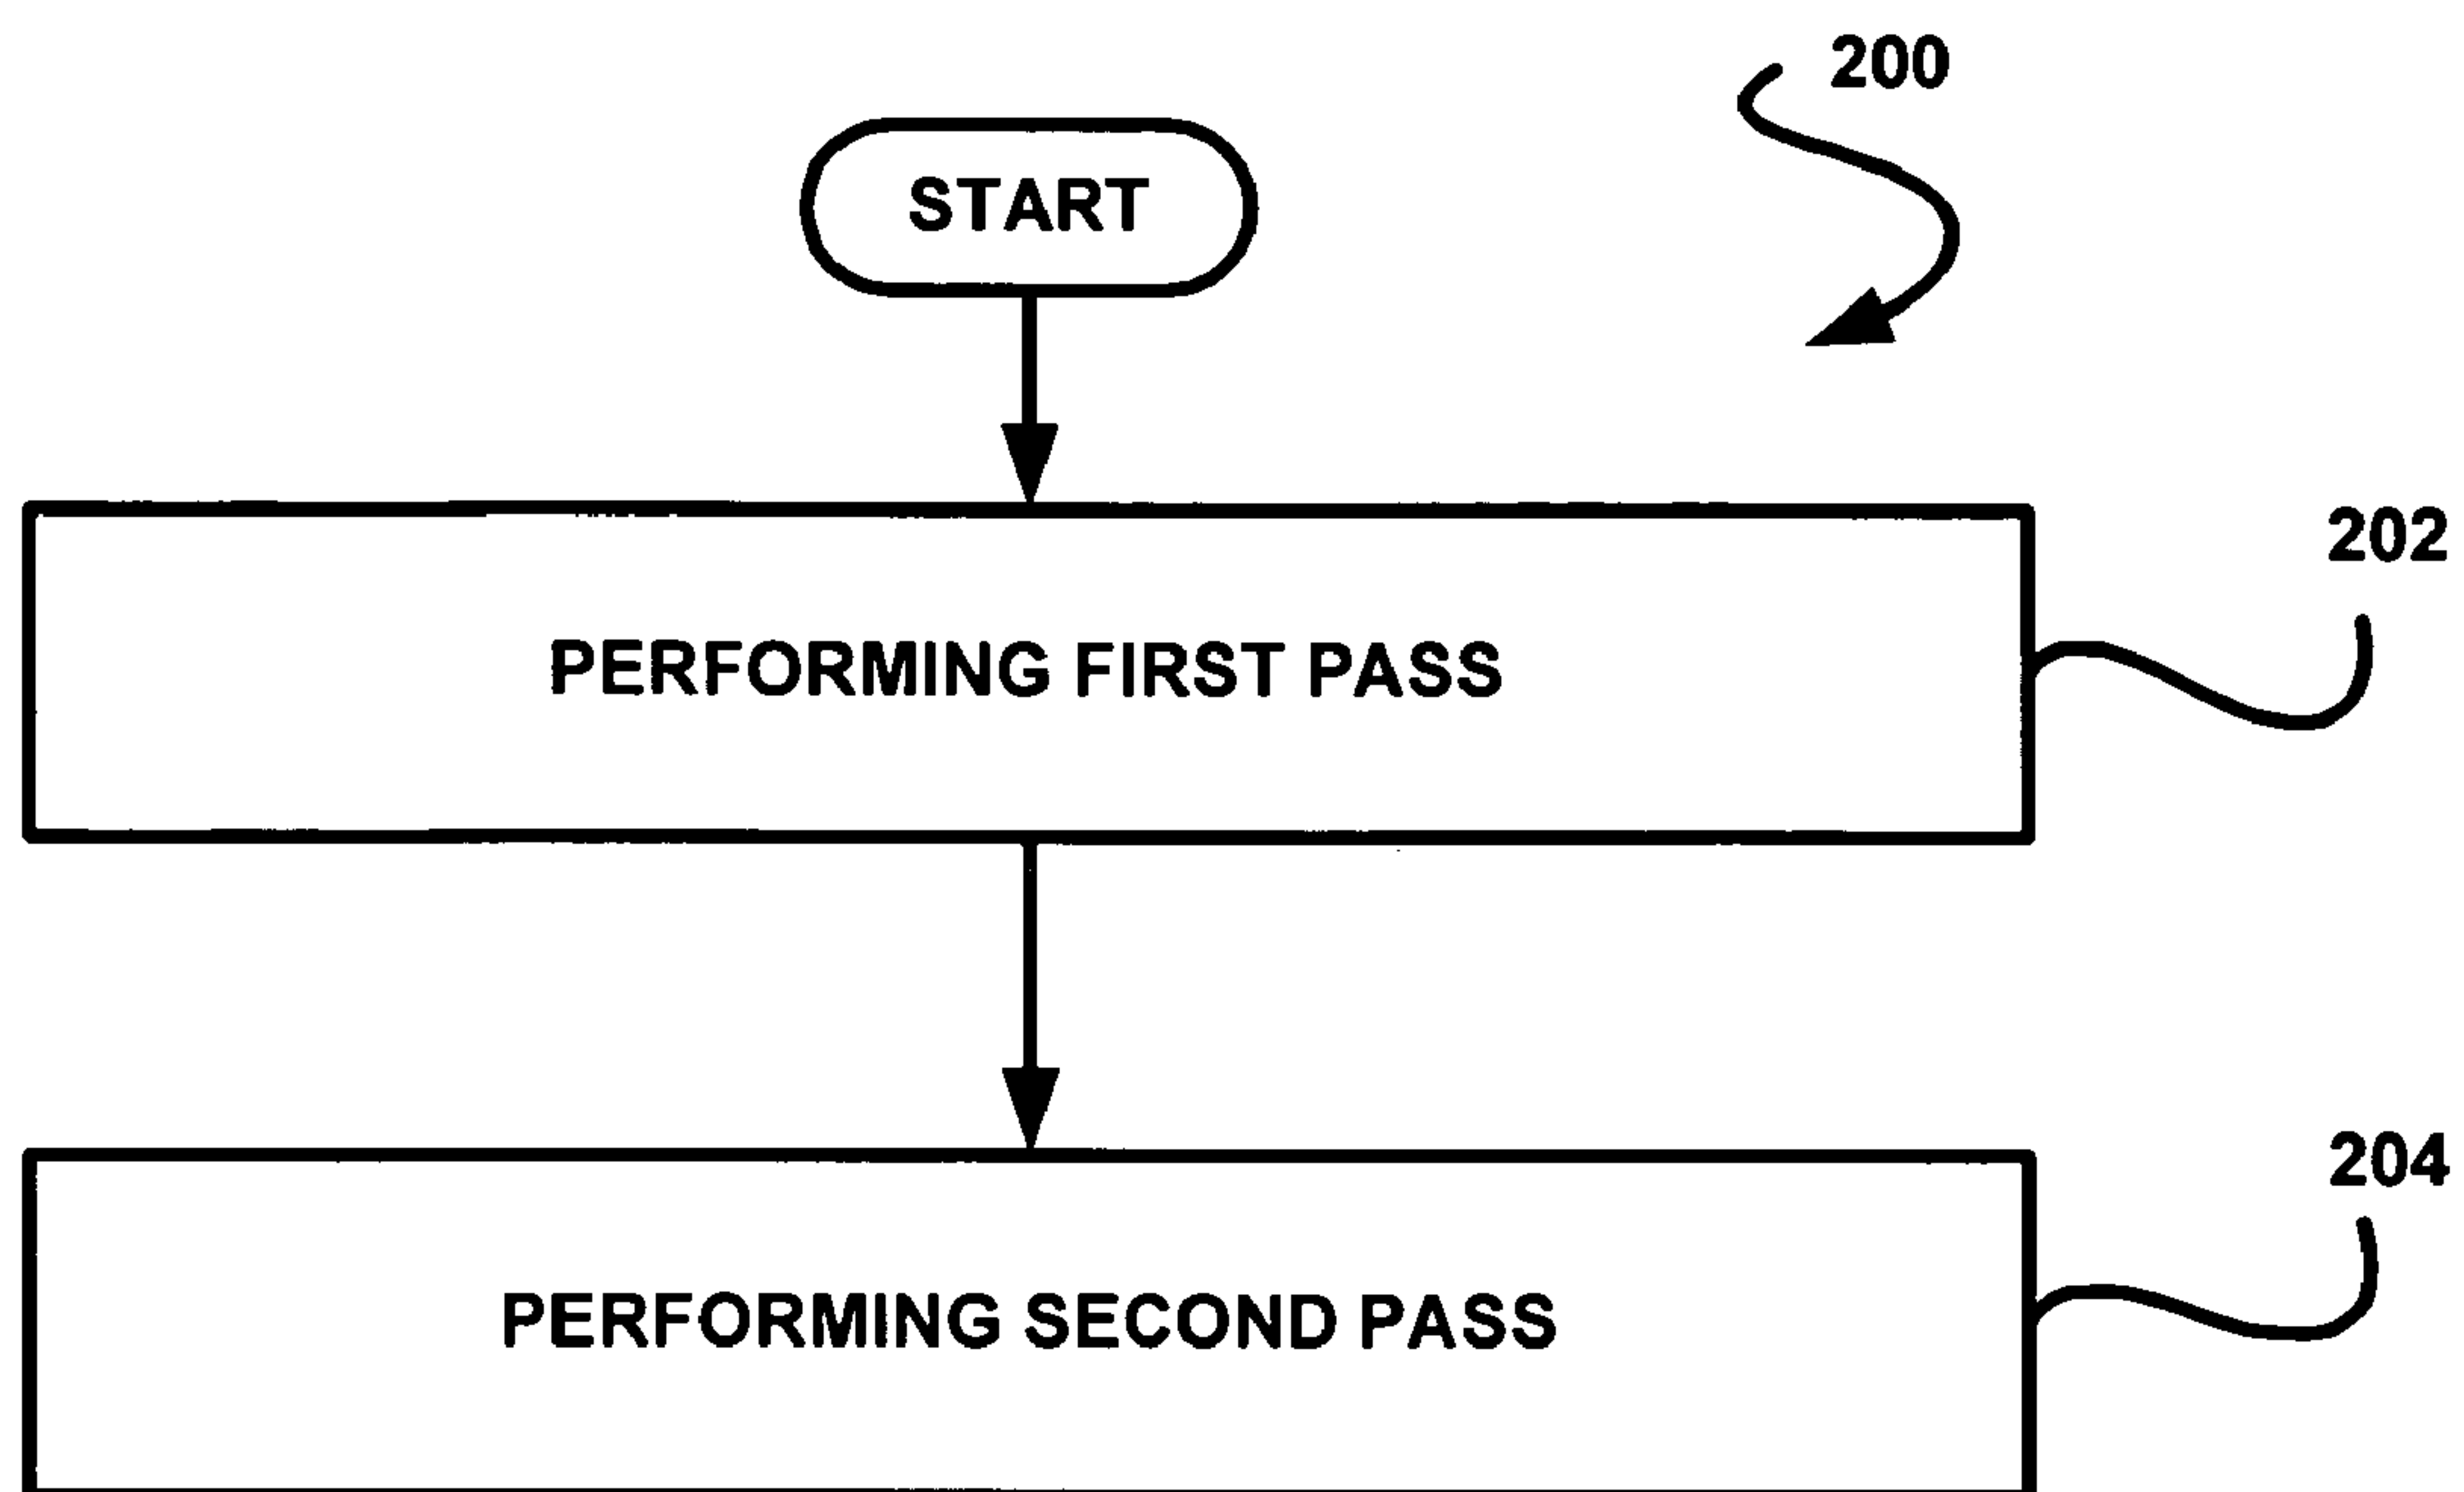 200
START
202
PERFORMING FIRST PASS
204
PERFORMING SECOND PASS